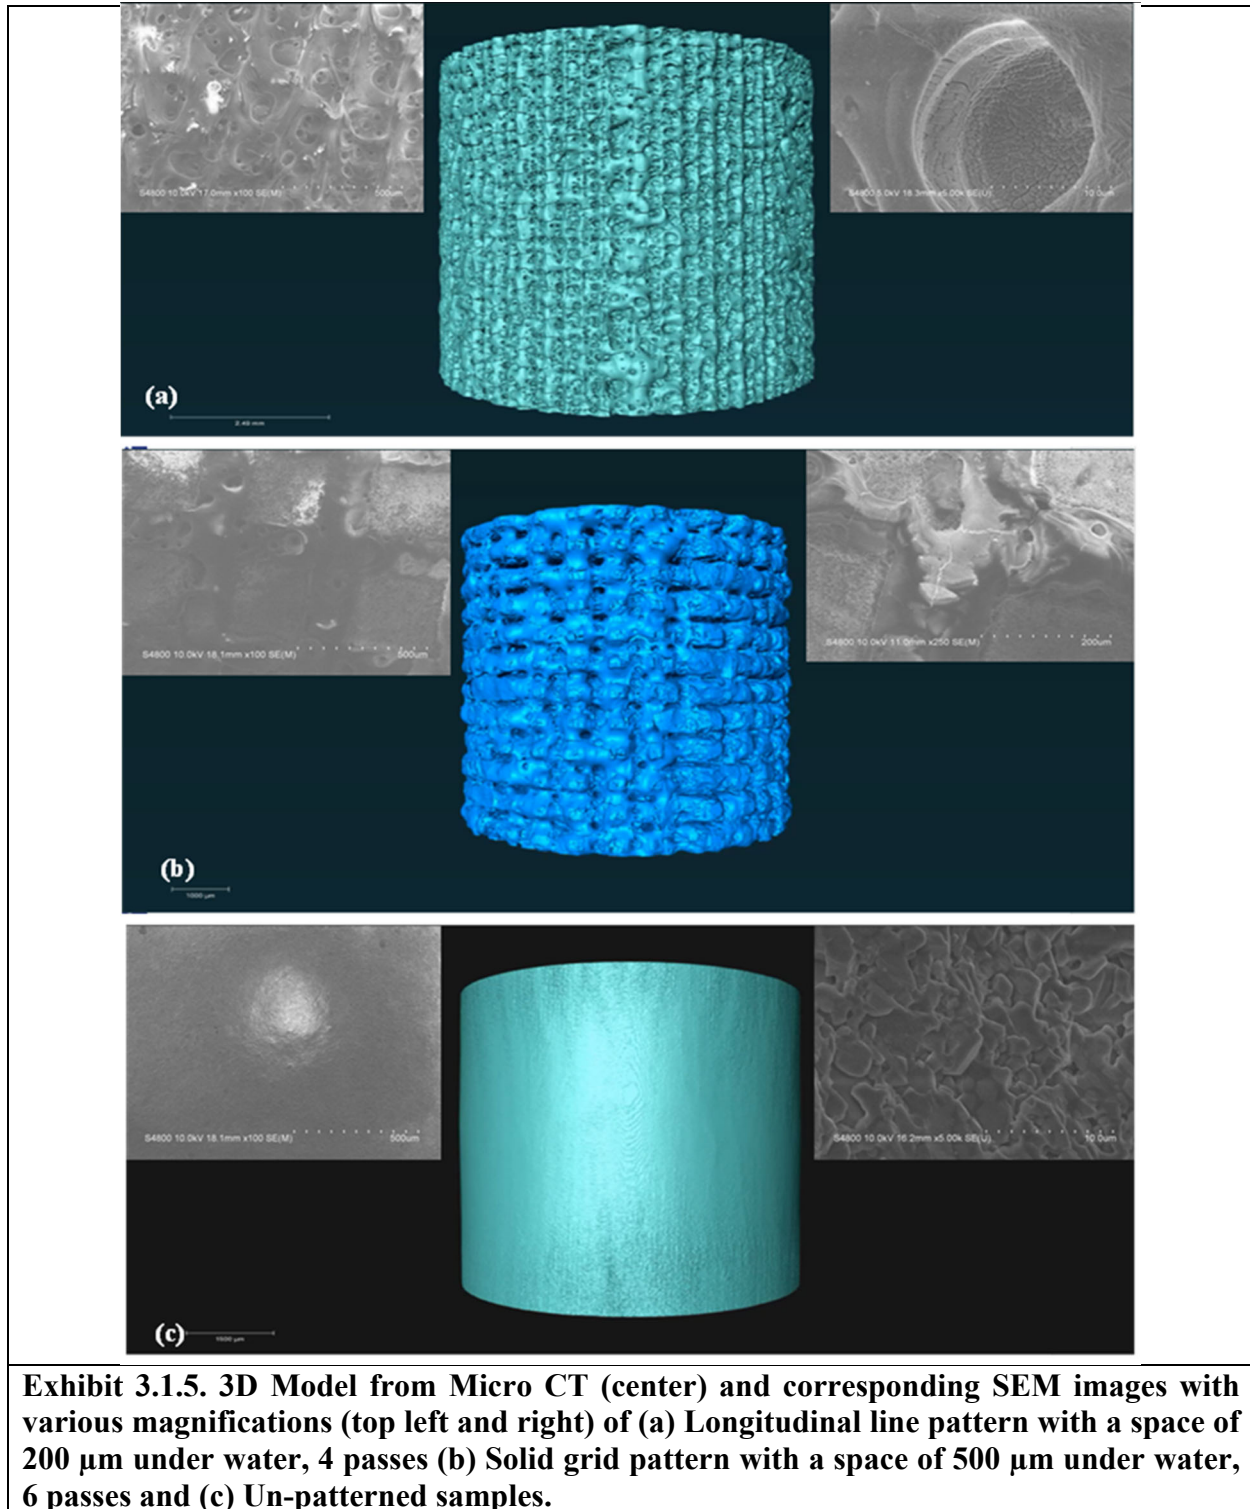 S4800 10.0kV 17.0mm x100 SE(M) 500um
S4800 5.0kV 18.3mm x5.00k SE(U) 10.0um
(a)
2.49 mm
S4800 10.0kV 18.1mm x100 SE(M) 500um
S4800 10.0kV 11.0mm x250 SE(M) 200um
(b)
1000 µm
S4800 10.0kV 18.1mm x100 SE(M) 500um
S4800 10.0kV 16.2mm x5.00k SE(U) 10.0um
(c)
1500 µm
Exhibit 3.1.5. 3D Model from Micro CT (center) and corresponding SEM images with
various magnifications (top left and right) of (a) Longitudinal line pattern with a space of
200 µm under water, 4 passes (b) Solid grid pattern with a space of 500 µm under water,
6 passes and (c) Un-patterned samples.